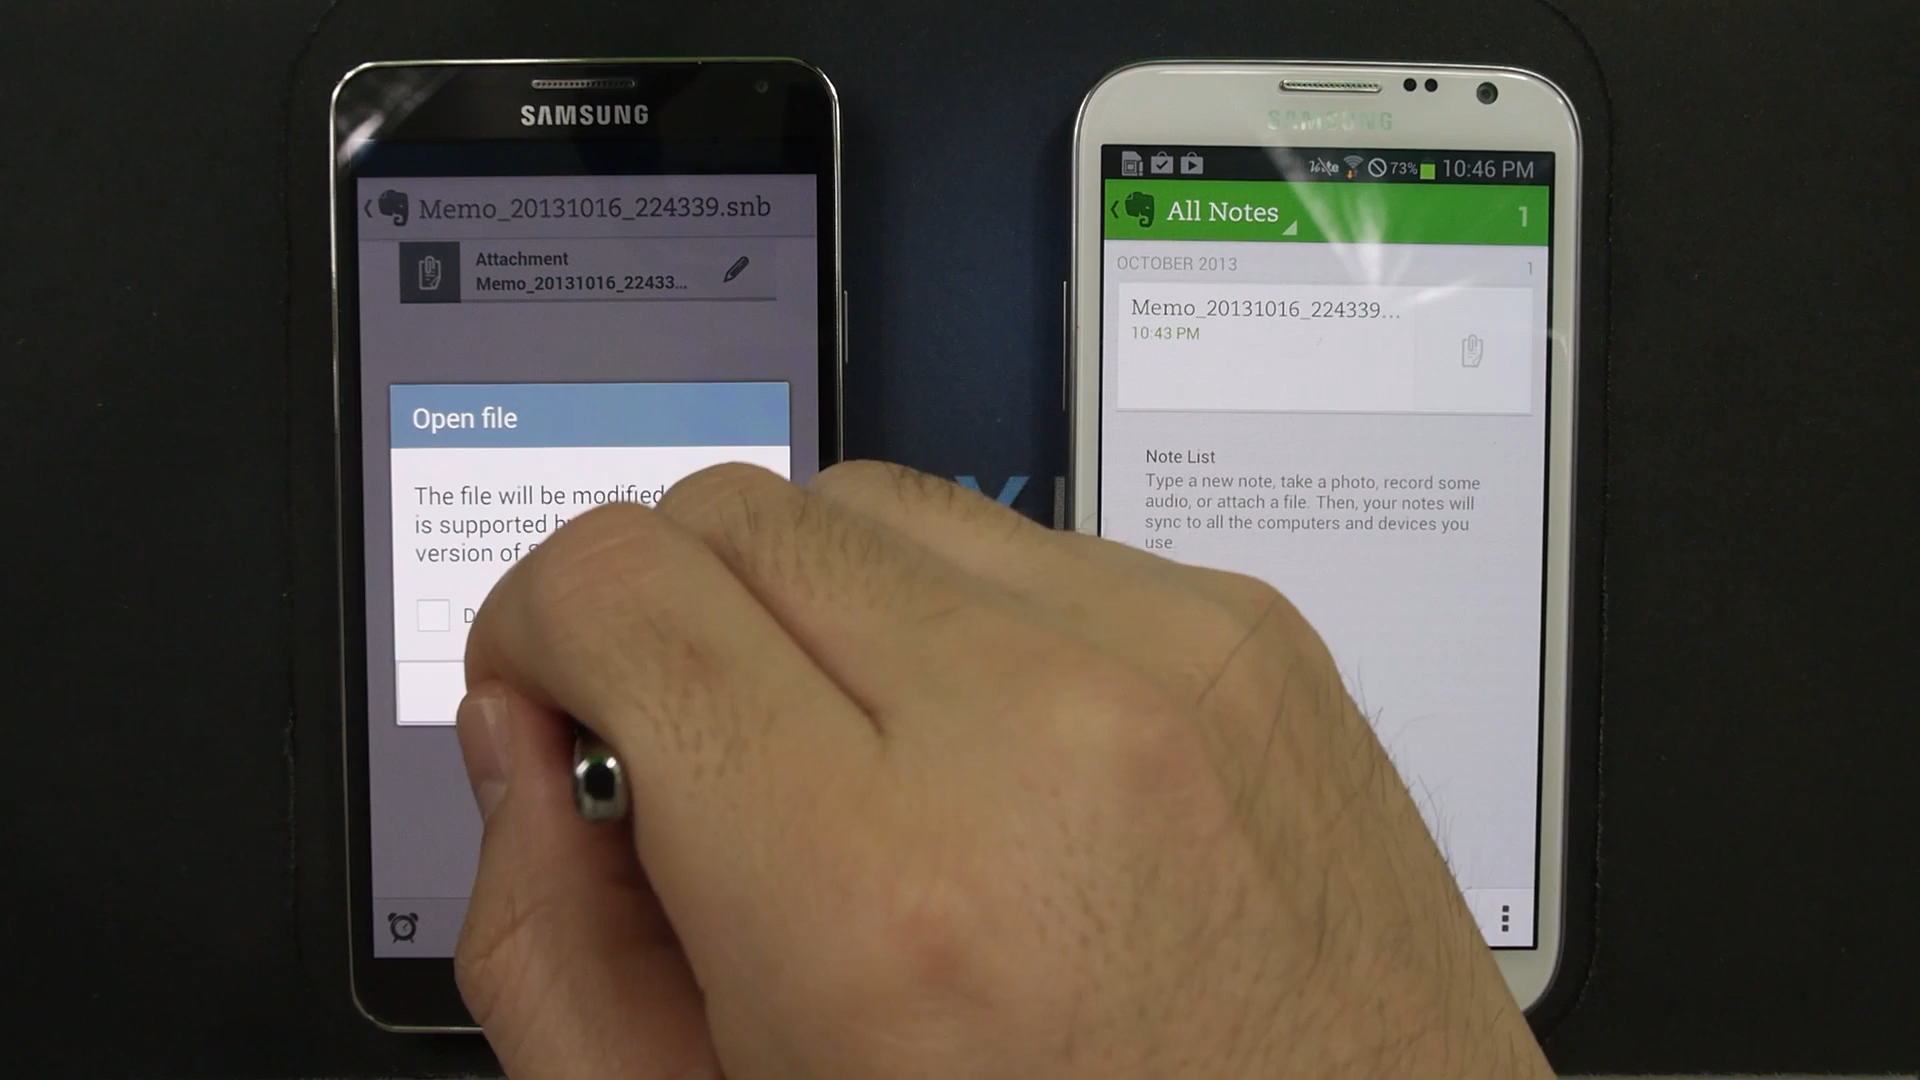 SAMSUNG
Memo_20131016_224339.snb
Attachment
Memo_20131016_22433...
Open file
The file will be modified
is supported
version of
SAMSUNG
73% 10:46 PM
All Notes 1
OCTOBER 2013 1
Memo_20131016_224339...
10:43 PM
Note List
Type a new note, take a photo, record some
audio, or attach a file. Then, your notes will
sync to all the computers and devices you
use.